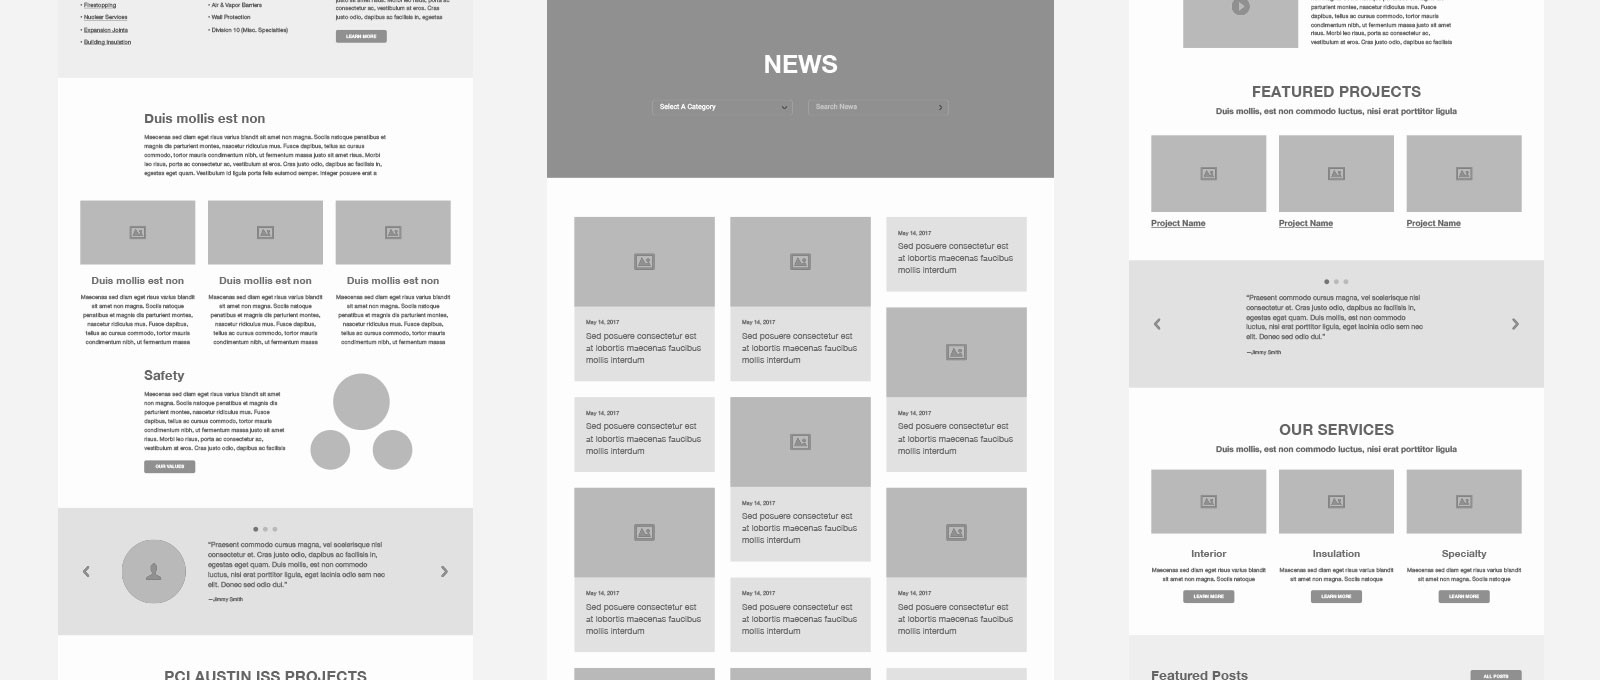 • Firestopping
• Nuclear Services
• Expansion Joints
• Building Insulation
• Air & Vapor Barriers
• Wall Protection
• Division 10 (Misc. Specialties)
consectetur ac, vestibulum at eros. Cras
justo odio, dapibus ac facilisis in, egestas
LEARN MORE
Duis mollis est non
Maecenas sed diam eget risus varius blandit sit amet non magna. Sociis natoque penatibus et
magnis dis parturient montes, nascetur ridiculus mus. Fusce dapibus, tellus ac cursus
commodo, tortor mauris condimentum nibh, ut fermentum massa justo sit amet risus. Morbi
leo risus, porta ac consectetur ac, vestibulum at eros. Cras justo odio, dapibus ac facilisis in,
egestas eget quam. Vestibulum id ligula porta felis euismod semper. Integer posuere erat a
Duis mollis est non
Maecenas sed diam eget risus varius blandit
sit amet non magna. Sociis natoque
penatibus et magnis dis parturient montes,
nascetur ridiculus mus. Fusce dapibus,
tellus ac cursus commodo, tortor mauris
condimentum nibh, ut fermentum massa
Duis mollis est non
Maecenas sed diam eget risus varius blandit
sit amet non magna. Sociis natoque
penatibus et magnis dis parturient montes,
nascetur ridiculus mus. Fusce dapibus,
tellus ac cursus commodo, tortor mauris
condimentum nibh, ut fermentum massa
Duis mollis est non
Maecenas sed diam eget risus varius blandit
sit amet non magna. Sociis natoque
penatibus et magnis dis parturient montes,
nascetur ridiculus mus. Fusce dapibus,
tellus ac cursus commodo, tortor mauris
condimentum nibh, ut fermentum massa
Safety
Maecenas sed diam eget risus varius blandit sit amet
non magna. Sociis natoque penatibus et magnis dis
parturient montes, nascetur ridiculus mus. Fusce
dapibus, tellus ac cursus commodo, tortor mauris
condimentum nibh, ut fermentum massa justo sit amet
risus. Morbi leo risus, porta ac consectetur ac,
vestibulum at eros. Cras justo odio, dapibus ac facilisis
OUR VALUES
"Praesent commodo cursus magna, vel scelerisque nisl
consectetur et. Cras justo odio, dapibus ac facilisis in,
egestas eget quam. Duis mollis, est non commodo
luctus, nisi erat porttitor ligula, eget lacinia odio sem nec
elit. Donec sed odio dui."
—Jimmy Smith
PCI AUSTIN ISS PROJECTS
NEWS
Select A Category
Search News
May 14, 2017
Sed posuere consectetur est
at lobortis maecenas faucibus
mollis interdum
May 14, 2017
Sed posuere consectetur est
at lobortis maecenas faucibus
mollis interdum
May 14, 2017
Sed posuere consectetur est
at lobortis maecenas faucibus
mollis interdum
May 14, 2017
Sed posuere consectetur est
at lobortis maecenas faucibus
mollis interdum
May 14, 2017
Sed posuere consectetur est
at lobortis maecenas faucibus
mollis interdum
May 14, 2017
Sed posuere consectetur est
at lobortis maecenas faucibus
mollis interdum
May 14, 2017
Sed posuere consectetur est
at lobortis maecenas faucibus
mollis interdum
May 14, 2017
Sed posuere consectetur est
at lobortis maecenas faucibus
mollis interdum
May 14, 2017
Sed posuere consectetur est
at lobortis maecenas faucibus
mollis interdum
parturient montes, nascetur ridiculus mus. Fusce
dapibus, tellus ac cursus commodo, tortor mauris
condimentum nibh, ut fermentum massa justo sit amet
risus. Morbi leo risus, porta ac consectetur ac,
vestibulum at eros. Cras justo odio, dapibus ac facilisis
FEATURED PROJECTS
Duis mollis, est non commodo luctus, nisi erat porttitor ligula
Project Name
Project Name
Project Name
"Praesent commodo cursus magna, vel scelerisque nisl
consectetur et. Cras justo odio, dapibus ac facilisis in,
egestas eget quam. Duis mollis, est non commodo
luctus, nisi erat porttitor ligula, eget lacinia odio sem nec
elit. Donec sed odio dui."
—Jimmy Smith
OUR SERVICES
Duis mollis, est non commodo luctus, nisi erat porttitor ligula
Interior
Maecenas sed diam eget risus varius blandit
sit amet non magna. Sociis natoque
LEARN MORE
Insulation
Maecenas sed diam eget risus varius blandit
sit amet non magna. Sociis natoque
LEARN MORE
Specialty
Maecenas sed diam eget risus varius blandit
sit amet non magna. Sociis natoque
LEARN MORE
Featured Posts
ALL POSTS